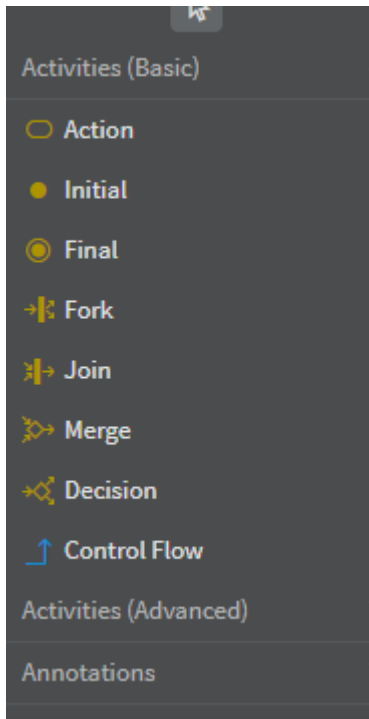 Activities (Basic)
Action
Initial
Final
Fork
Join
Merge
Decision
Control Flow
Activities (Advanced)
Annotations